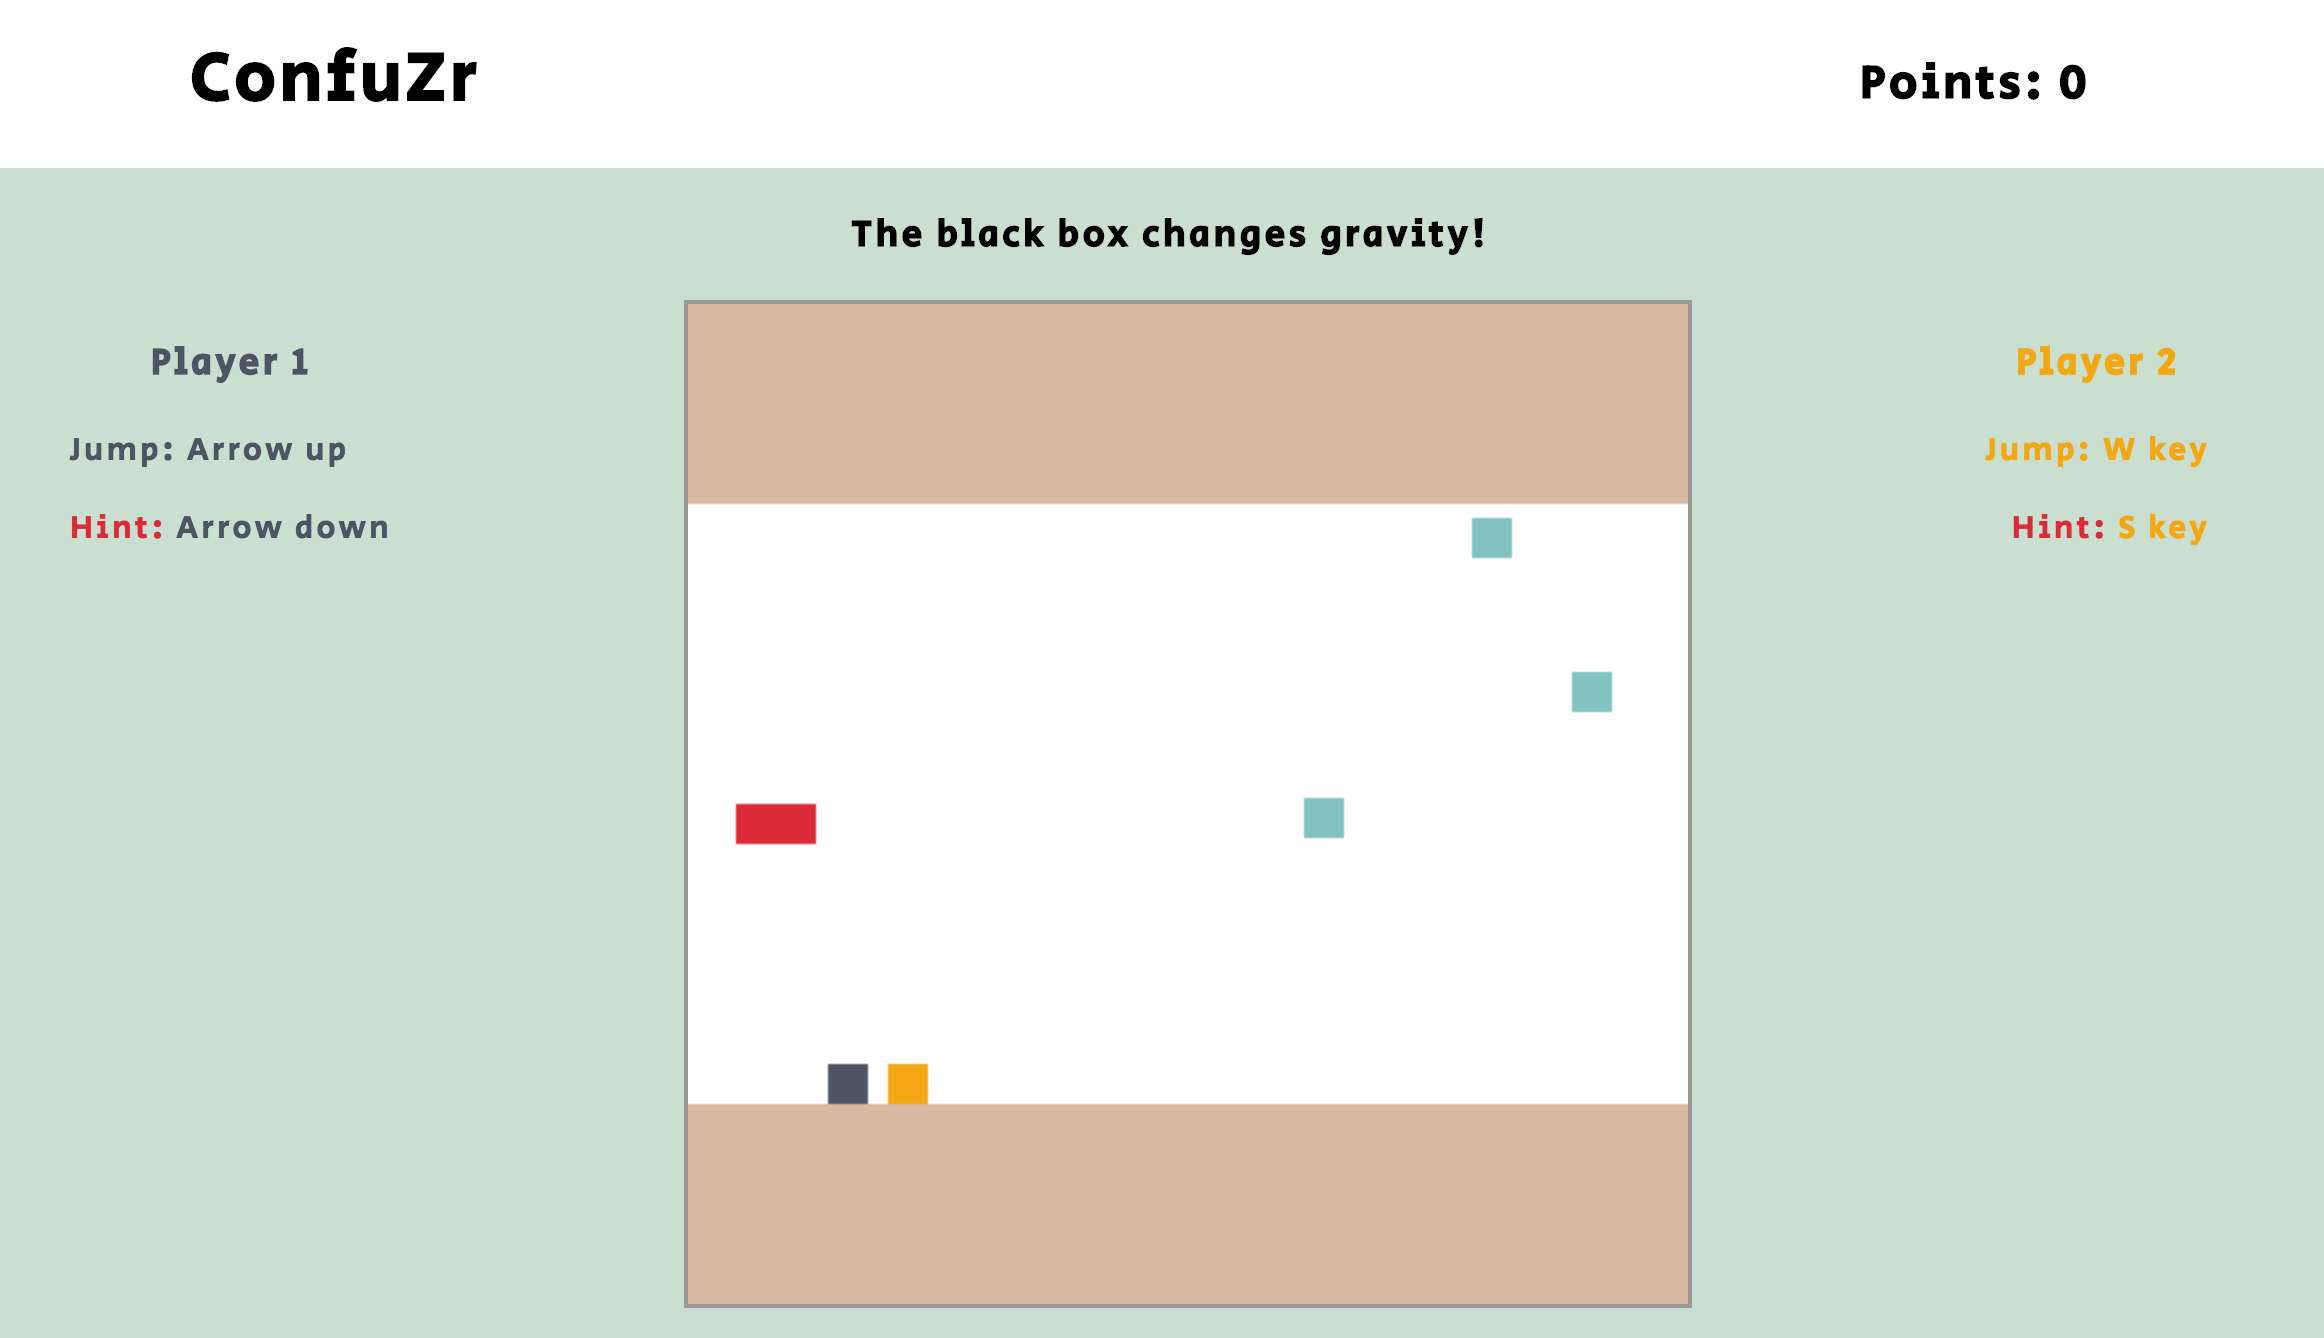 ConfuZr
Points: 0
The black box changes gravity!
Player 1
Jump: Arrow up
Hint: Arrow down
Player 2
Jump: W key
Hint: S key